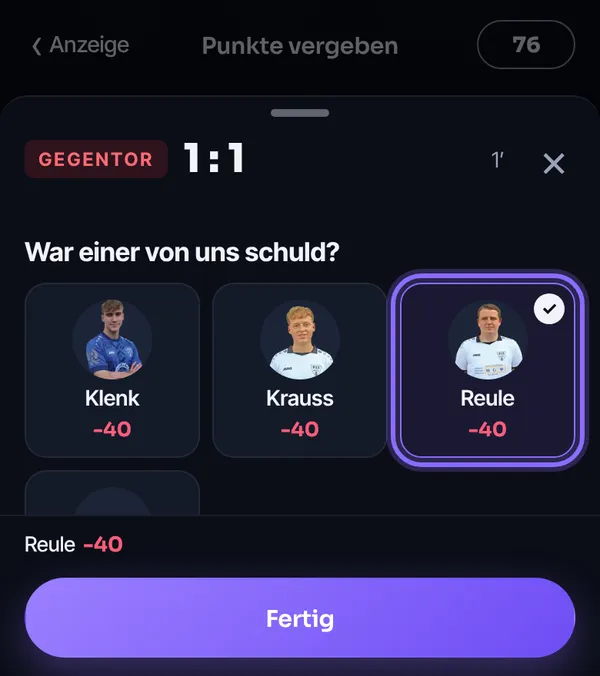 ‹ Anzeige
Punkte vergeben
76
GEGENTOR
1:1
1′
War einer von uns schuld?
Klenk
-40
Krauss
-40
Reule
-40
Reule -40
Fertig